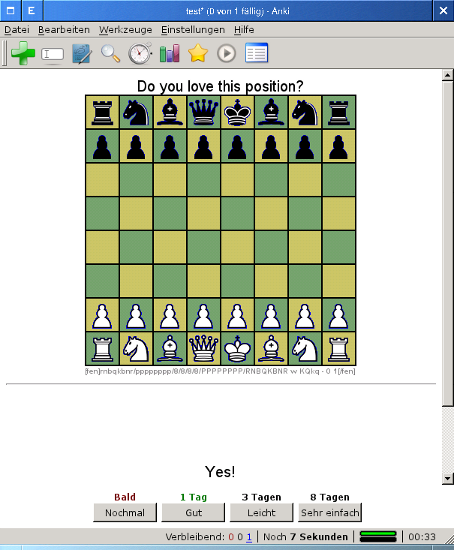 test* (0 von 1 fällig) - Anki
Datei Bearbeiten Werkzeuge Einstellungen Hilfe
Do you love this position?
[fen]rnbqkbnr/pppppppp/8/8/8/8/PPPPPPPP/RNBQKBNR w KQkq - 0 1[/fen]
Yes!
Bald 1 Tag 3 Tagen 8 Tagen
Nochmal Gut Leicht Sehr einfach
Verbleibend: 0 0 1 Noch 7 Sekunden 00:33